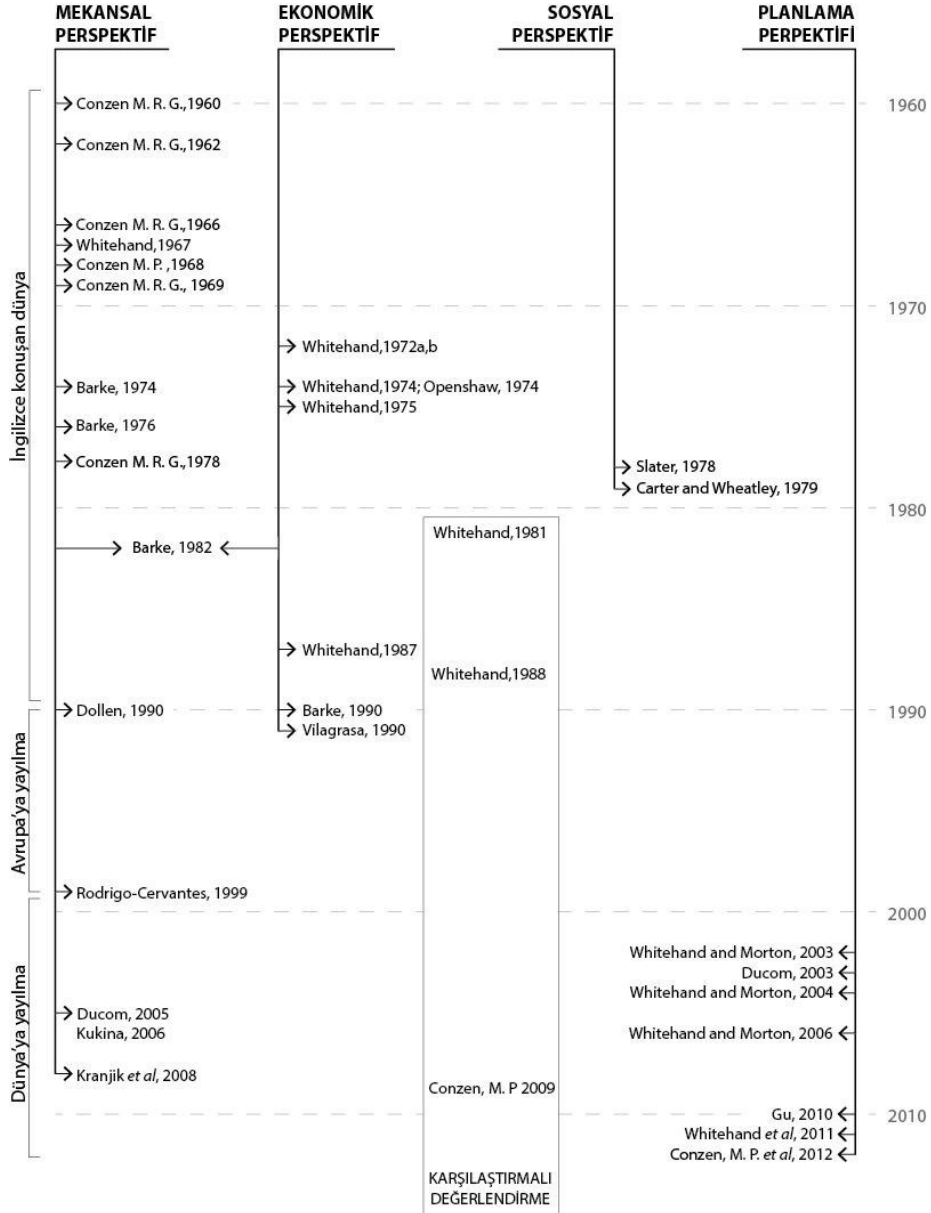 MEKANSAL
PERSPEKTİF
EKONOMİK
PERSPEKTİF
SOSYAL
PERSPEKTİF
PLANLAMA
PERPEKTİFİ
İngilizce konuşan dünya
Avrupa'ya yayılma
Dünya'ya yayılma
Conzen M. R. G.,1960
Conzen M. R. G.,1962
Conzen M. R. G.,1966
Whitehand,1967
Conzen M. P. ,1968
Conzen M. R. G., 1969
Barke, 1974
Barke, 1976
Conzen M. R. G.,1978
Barke, 1982
Dollen, 1990
Rodrigo-Cervantes, 1999
Ducom, 2005
Kukina, 2006
Kranjik et al, 2008
Whitehand,1972a,b
Whitehand,1974; Openshaw, 1974
Whitehand,1975
Whitehand,1987
Barke, 1990
Vilagrasa, 1990
Whitehand,1981
Whitehand,1988
Conzen, M. P 2009
KARŞILAŞTIRMALI
DEĞERLENDİRME
Slater, 1978
Carter and Wheatley, 1979
Whitehand and Morton, 2003
Ducom, 2003
Whitehand and Morton, 2004
Whitehand and Morton, 2006
Gu, 2010
Whitehand et al, 2011
Conzen, M. P. et al, 2012
1960
1970
1980
1990
2000
2010